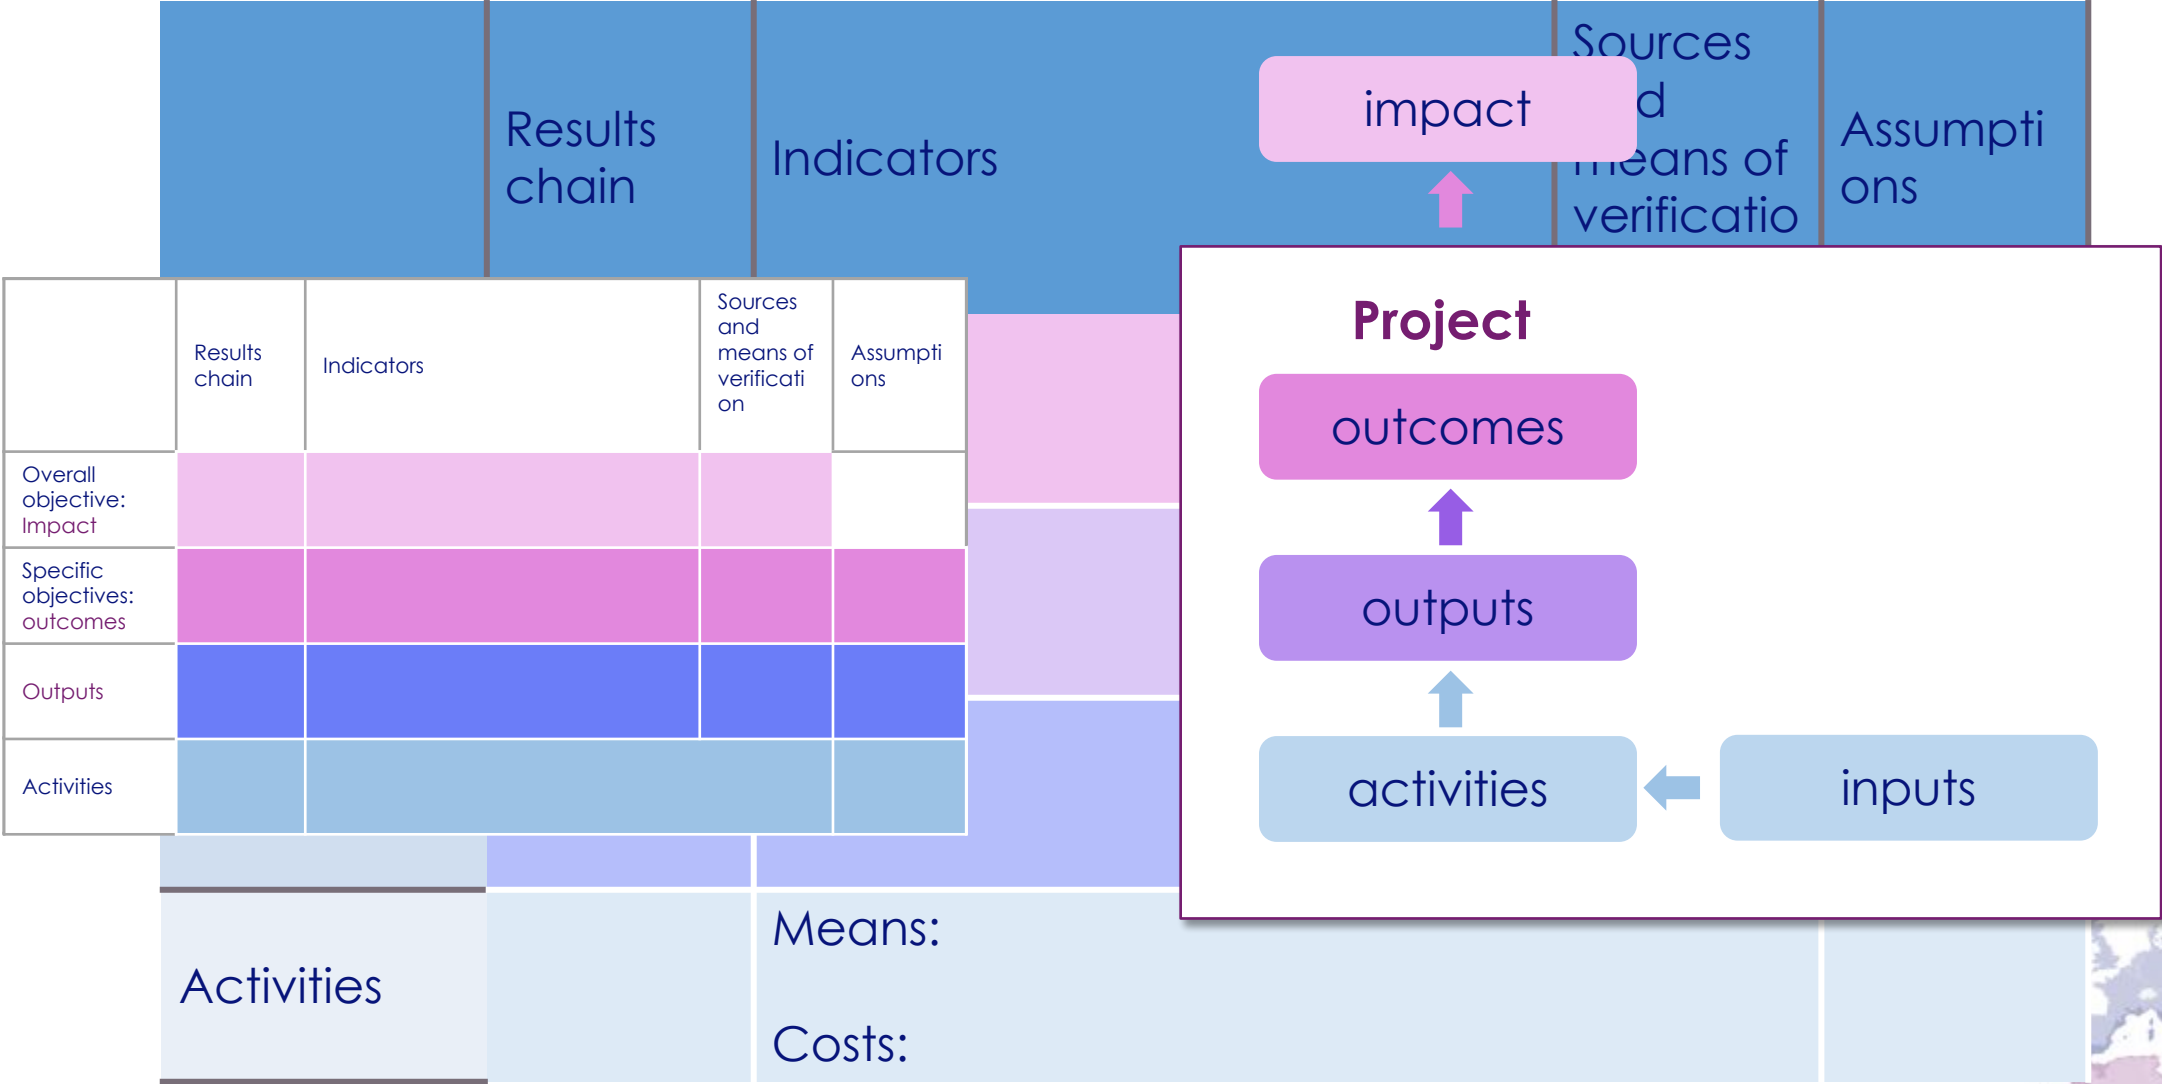 Results
chain
Indicators
Sources
d
means of
verificatio
Assumpti
ons
impact
Results
chain
Indicators
Sources
and
means of
verificati
on
Assumpti
ons
Overall
objective:
Impact
Specific
objectives:
outcomes
Outputs
Activities
Project
outcomes
outputs
activities
inputs
Activities
Means:
Costs: